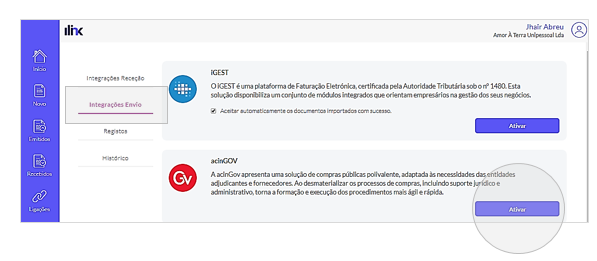 ilink
Jhair Abreu
Amor À Terra Unipessoal Lda
Início
Novo
Emitidos
Recebidos
Ligações
Integrações Receção
Integrações Envio
Registos
Histórico
iGEST
O iGEST é uma plataforma de Faturação Eletrónica, certificada pela Autoridade Tributária sob o nº 1480. Esta
solução disponibiliza um conjunto de módulos integrados que orientam empresários na gestão dos seus negócios.
Aceitar automaticamente os documentos importados com sucesso.
Ativar
Gv
acinGOV
A acinGov apresenta uma solução de compras públicas polivalente, adaptada às necessidades das entidades
adjudicantes e fornecedores. Ao desmaterializar os processos de compras, incluindo suporte jurídico e
administrativo, torna a formação e execução dos procedimentos mais ágil e rápida.
Ativar